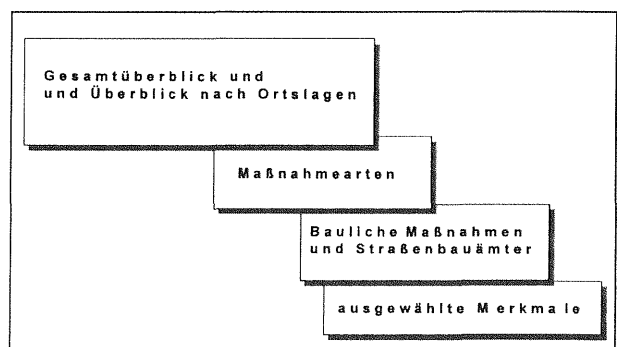 Gesamtüberblick und
und Überblick nach Ortslagen
Maßnahmearten
Bauliche Maßnahmen
und Straßenbauämter
ausgewählte Merkmale